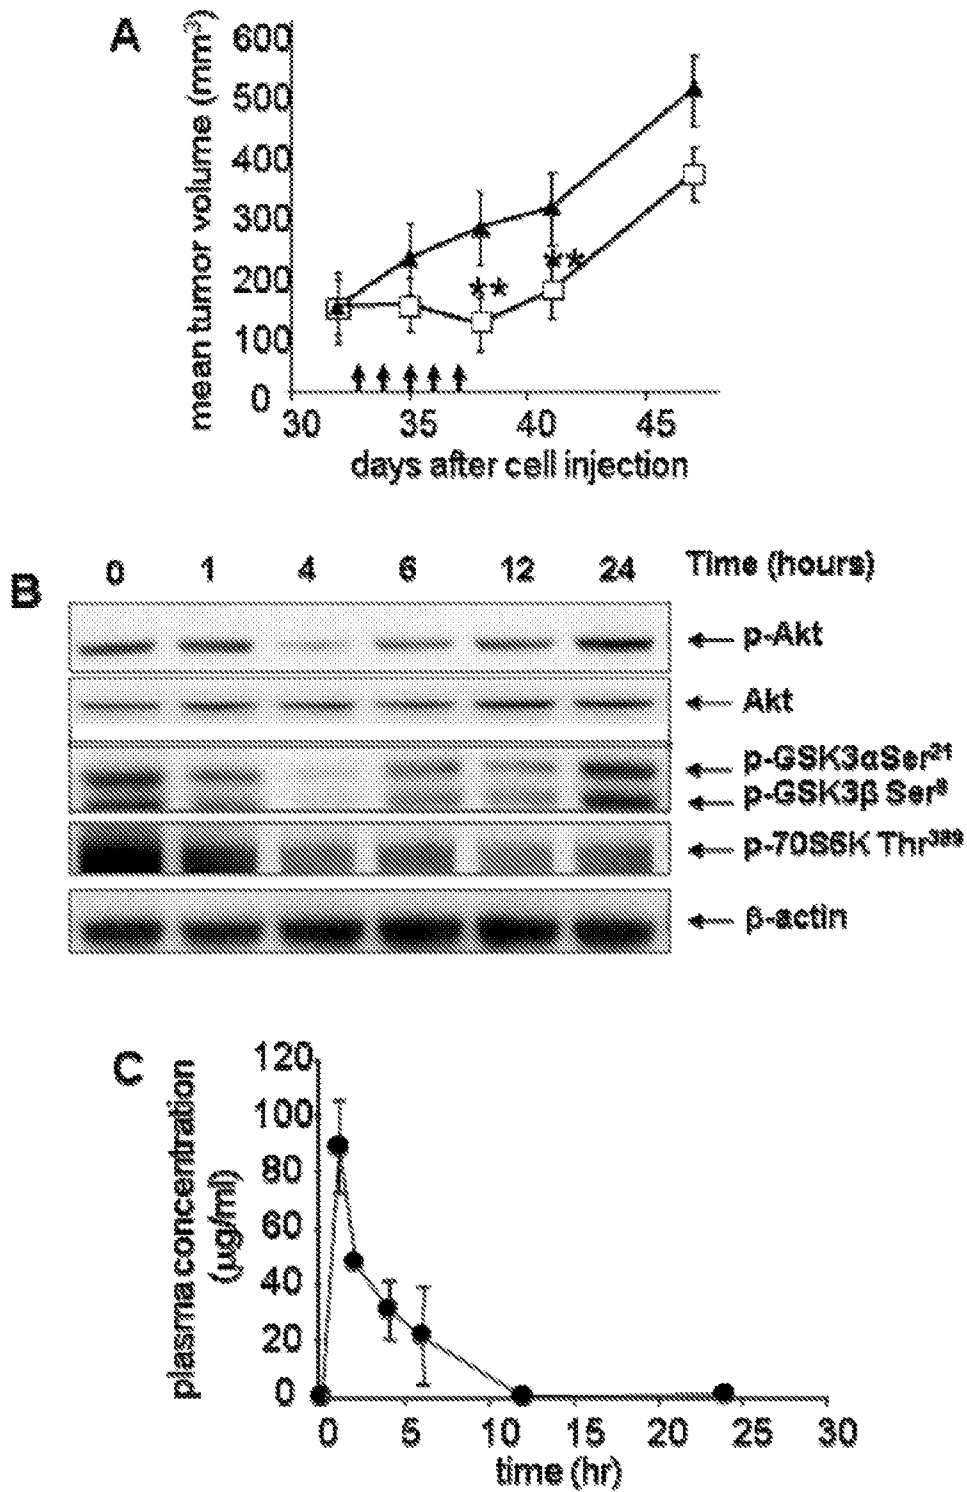 A
mean tumor volume (mm³)
600
500
400
300
200
100
0
**
**
30 35 40 45
days after cell injection
B
0 1 4 6 12 24 Time (hours)
p-Akt
Akt
p-GSK3αSer²¹
p-GSK3β Ser⁹
p-70S6K Thr³⁸⁹
β-actin
C
plasma concentration
(µg/ml)
120
100
80
60
40
20
0
0 5 10 15 20 25 30
time (hr)